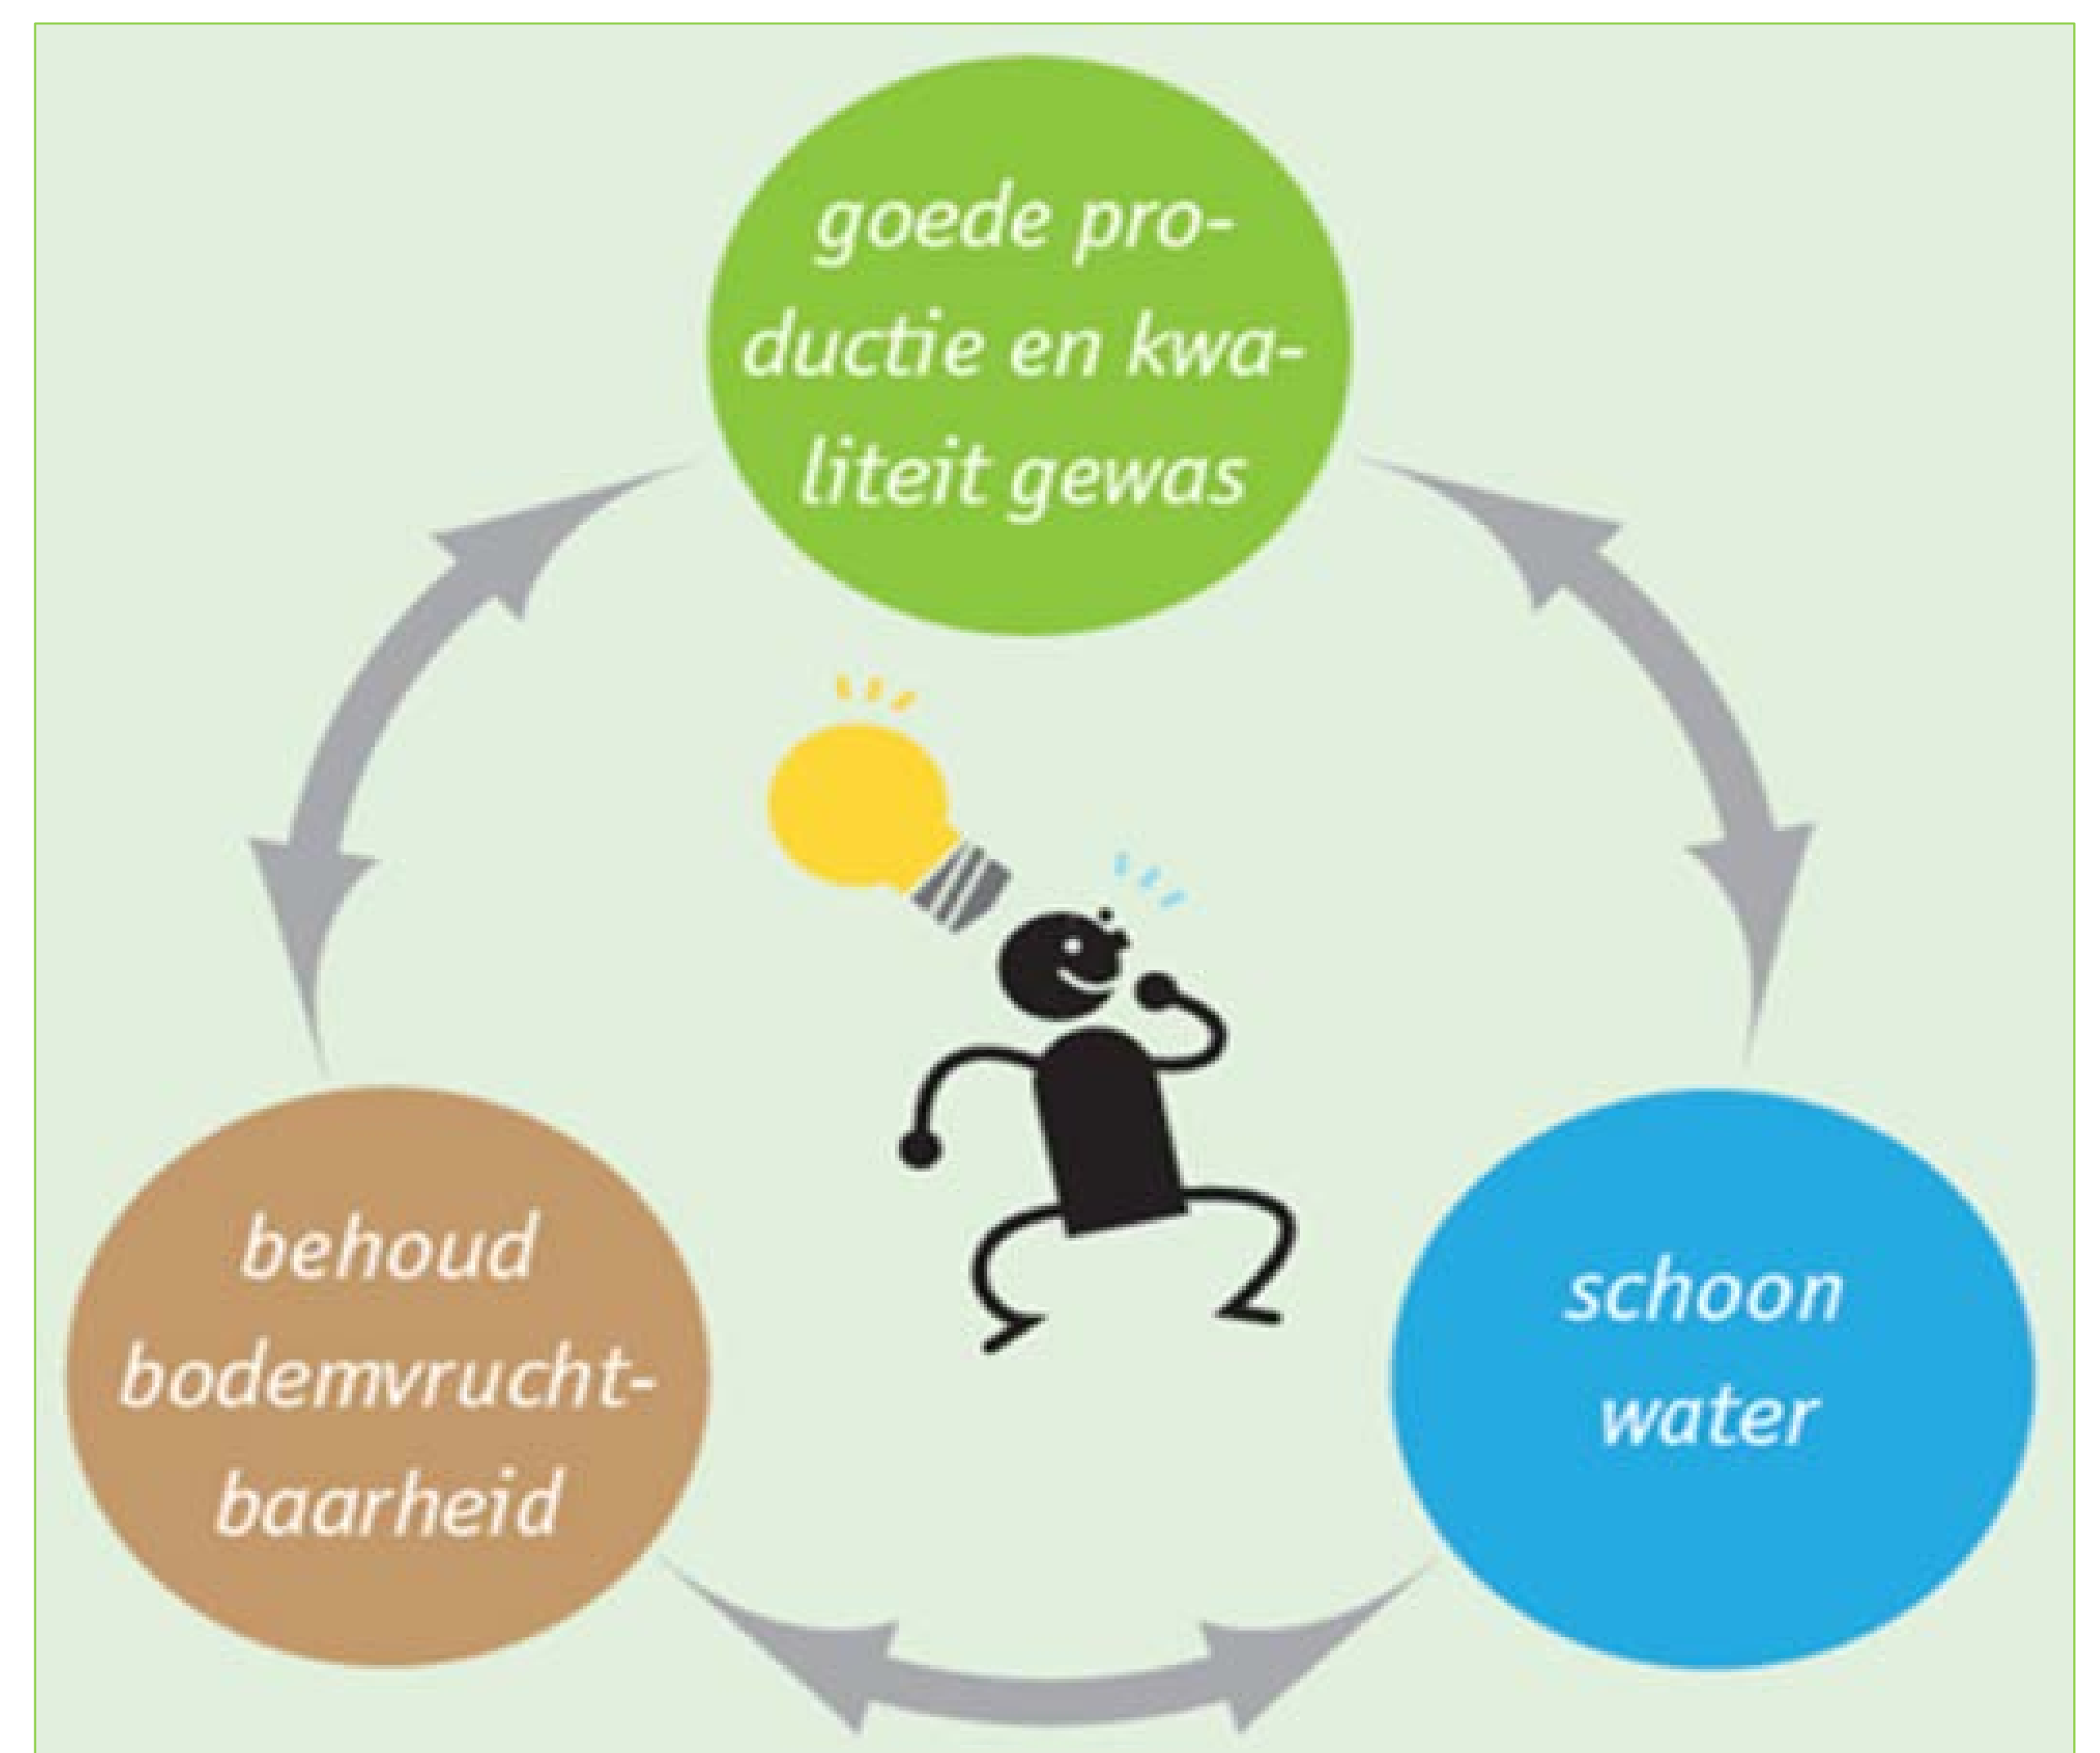 goede pro-
ductie en kwa-
liteit gewas
behoud
bodemvrucht-
baarheid
schoon
water